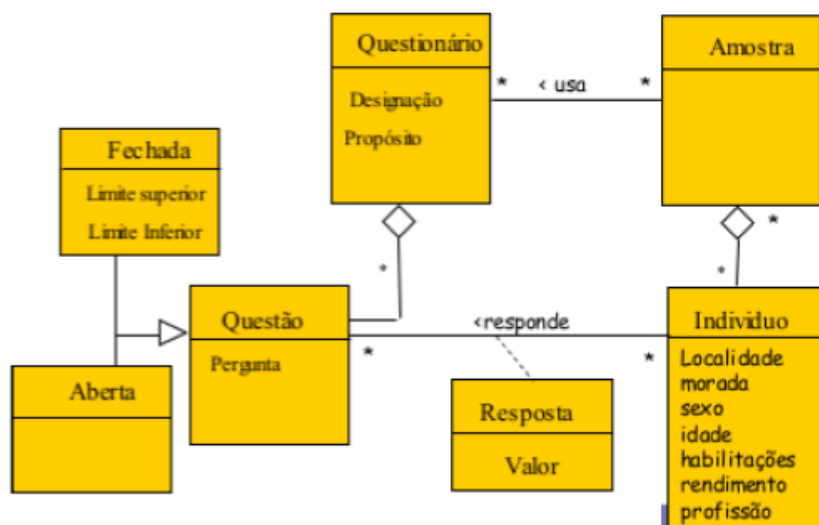 Questionário
Designação
Propósito
* < usa *
Amostra
Fechada
Limite superior
Limite Inferior
*
*
*
Questão
Pergunta
<responde
*
*
Individuo
Localidade
morada
sexo
idade
habilitações
rendimento
profissão
Aberta
Resposta
Valor